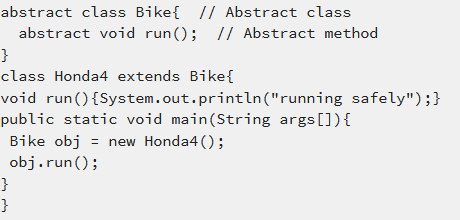 abstract class Bike{  // Abstract class
  abstract void run();  // Abstract method
}
class Honda4 extends Bike{
void run(){System.out.println("running safely");}
public static void main(String args[]){
 Bike obj = new Honda4();
 obj.run();
}
}